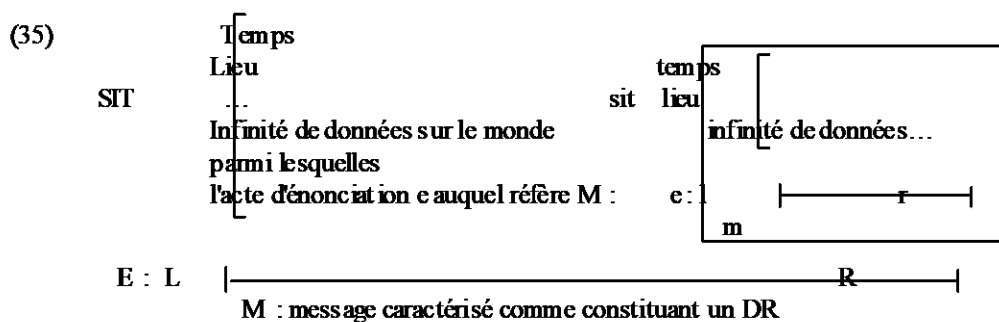 (35) Temps
Lieu temps
SIT ... sit lieu
Infinité de données sur le monde infinité de données...
parmi lesquelles
l'acte d'énonciation e auquel réfère M : e : l r
m
E : L R
M : message caractérisé comme constituant un DR